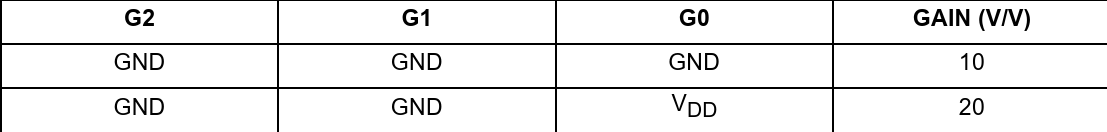 G2 G1 G0 GAIN (V/V)
GND GND GND 10
GND GND VDD 20